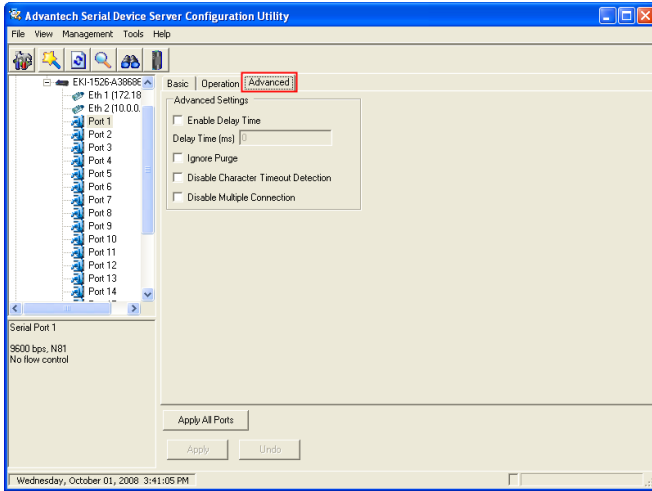 Advantech Serial Device Server Configuration Utility
File View Management Tools Help
EKI-1526-A3868E
Eth 1 (172.18
Eth 2 (10.0.0.
Port 1
Port 2
Port 3
Port 4
Port 5
Port 6
Port 7
Port 8
Port 9
Port 10
Port 11
Port 12
Port 13
Port 14
Serial Port 1
9600 bps, N81
No flow control
Basic Operation Advanced
Advanced Settings
Enable Delay Time
Delay Time (ms) 0
Ignore Purge
Disable Character Timeout Detection
Disable Multiple Connection
Apply All Ports
Apply Undo
Wednesday, October 01, 2008 3:41:05 PM